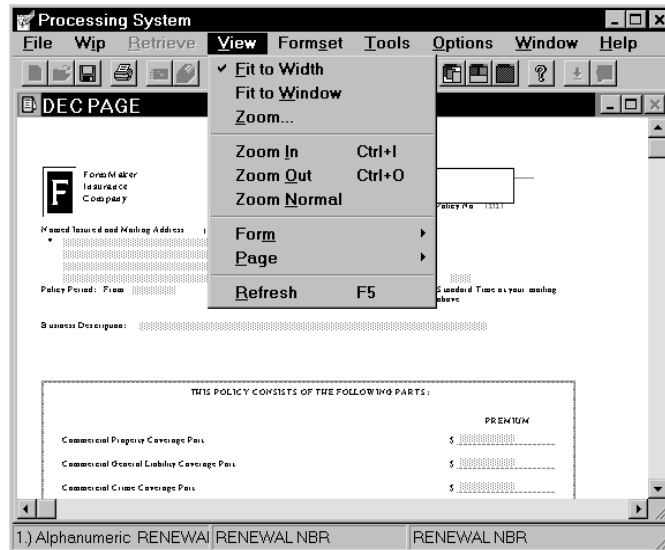 Processing System
File Wip Retrieve View Formset Tools Options Window Help
✓ Fit to Width
Fit to Window
Zoom...
Zoom In Ctrl+I
Zoom Out Ctrl+O
Zoom Normal
Form
Page
Refresh F5
DEC PAGE
F
FormMaker
Insurance
Company
Policy No
Named Insured and Mailing Address
Policy Period: From
Standard Time at your mailing
above
Business Description:
THIS POLICY CONSISTS OF THE FOLLOWING PARTS:
PREMIUM
Commercial Property Coverage Part $
Commercial General Liability Coverage Part $
Commercial Crime Coverage Part $
1.) Alphanumeric RENEWAL RENEWAL NBR RENEWAL NBR